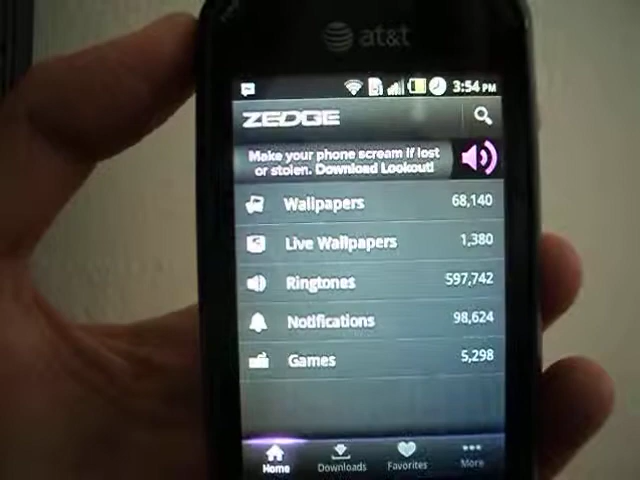 at&t
3:54 PM
ZEDGE
Make your phone scream if lost
or stolen. Download Lookout!
Wallpapers 68,140
Live Wallpapers 1,380
Ringtones 597,742
Notifications 98,624
Games 5,298
Home Downloads Favorites More